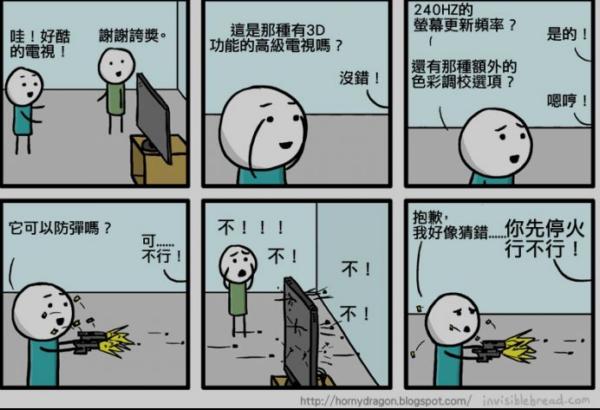 哇！好酷
的電視！
謝謝誇獎。
這是那種有3D
功能的高級電視嗎？
沒錯！
240HZ的
螢幕更新頻率？
是的！
還有那種額外的
色彩調校選項？
嗯哼！
它可以防彈嗎？
可……
不行！
不！！！
不！
不！
不！
抱歉，
我好像猜錯……
你先停火
行不行！
http://hornydragon.blogspot.com/
invisiblebread.com